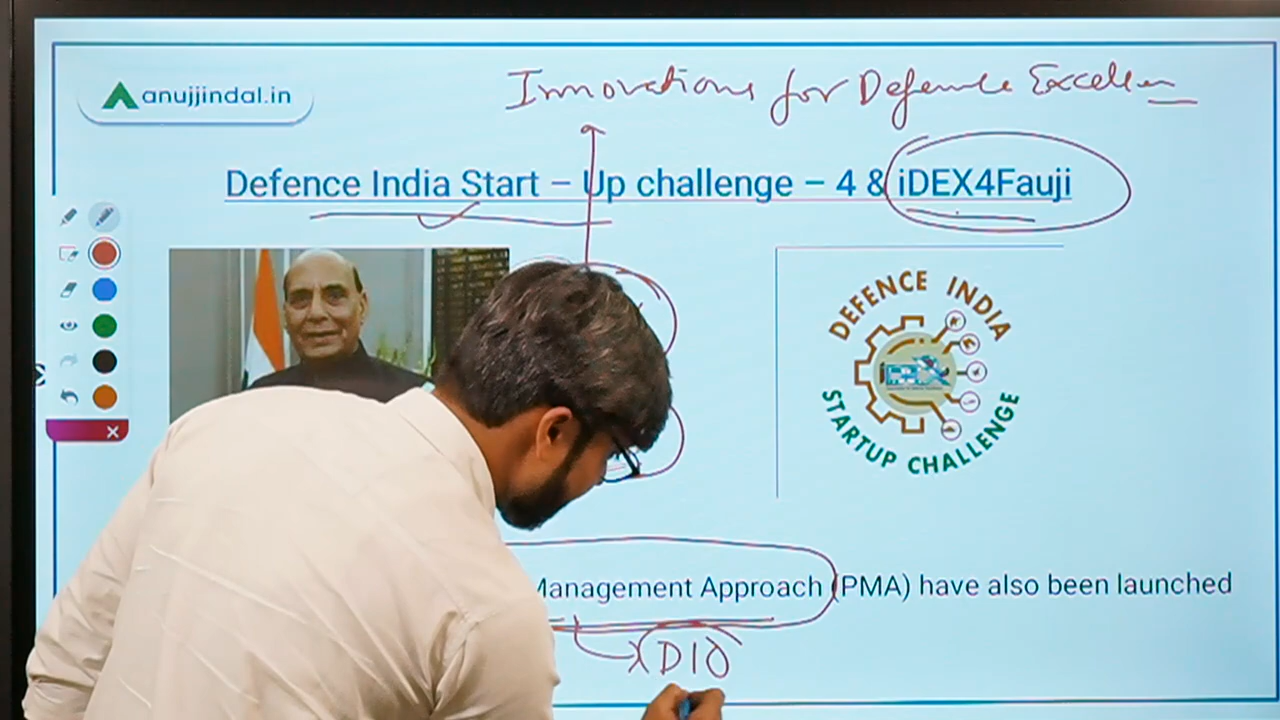 Innovations for Defence Excellen
anujjindal.in
Defence India Start – Up challenge – 4 & iDEX4Fauji
DEFENCE INDIA
STARTUP CHALLENGE
Management Approach (PMA) have also been launched
DIO